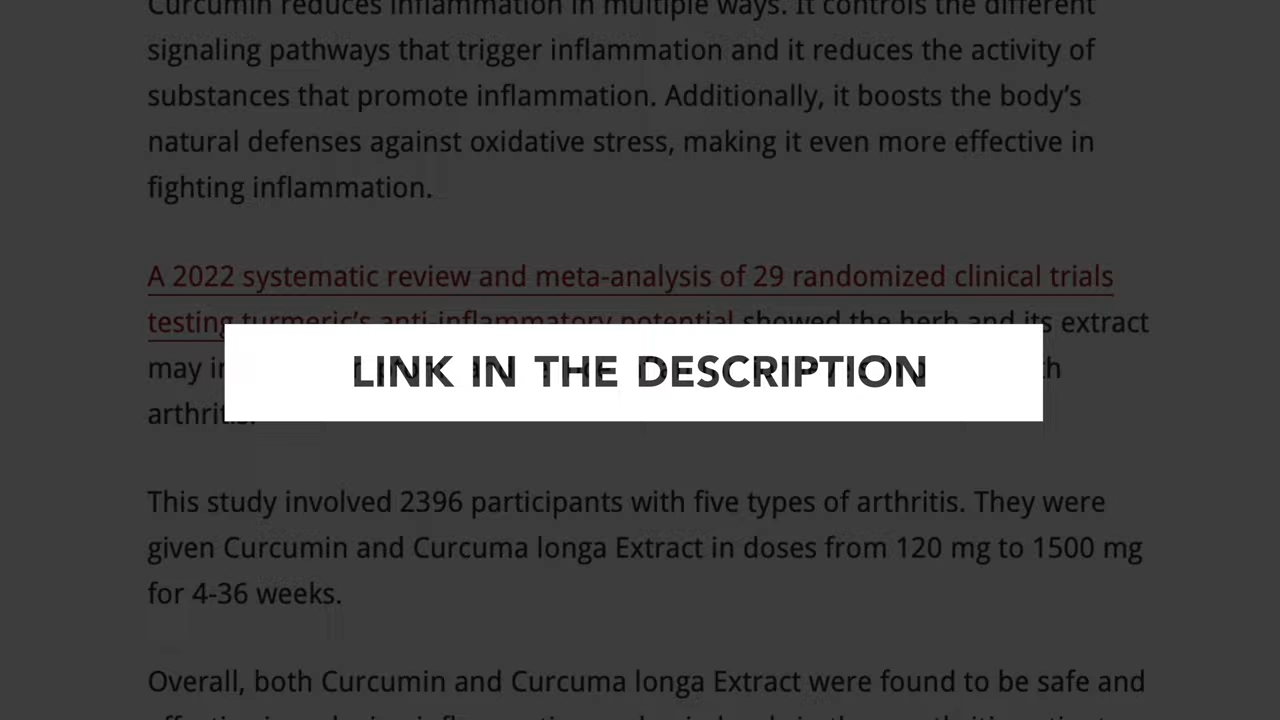 Curcumin reduces inflammation in multiple ways. It controls the different
signaling pathways that trigger inflammation and it reduces the activity of
substances that promote inflammation. Additionally, it boosts the body’s
natural defenses against oxidative stress, making it even more effective in
fighting inflammation.
A 2022 systematic review and meta-analysis of 29 randomized clinical trials
testing turmeric’s anti-inflammatory potential showed the herb and its extract
may
LINK IN THE DESCRIPTION
arthritis.
This study involved 2396 participants with five types of arthritis. They were
given Curcumin and Curcuma longa Extract in doses from 120 mg to 1500 mg
for 4-36 weeks.
Overall, both Curcumin and Curcuma longa Extract were found to be safe and